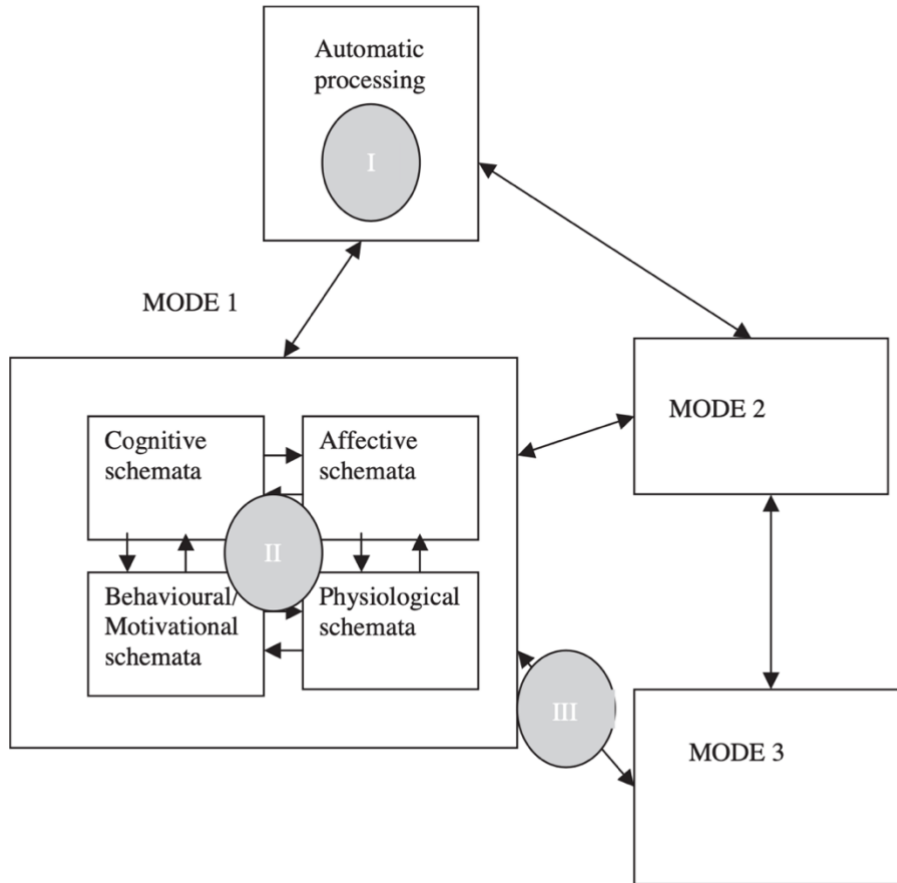 Automatic
processing
I
MODE 1
MODE 2
Cognitive
schemata
Affective
schemata
II
Behavioural/
Motivational
schemata
Physiological
schemata
III
MODE 3